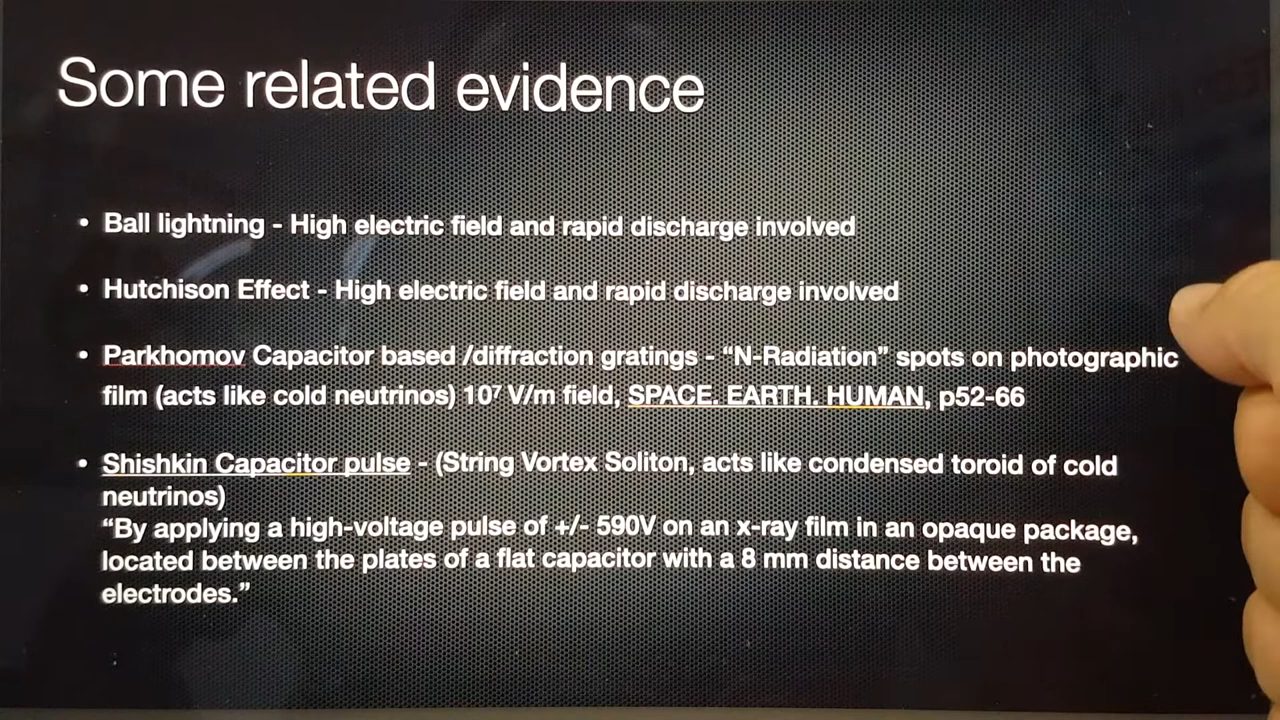 Some related evidence
• Ball lightning - High electric field and rapid discharge involved
• Hutchison Effect - High electric field and rapid discharge involved
• Parkhomov Capacitor based /diffraction gratings - “N-Radiation” spots on photographic
film (acts like cold neutrinos) 10⁷ V/m field, SPACE. EARTH. HUMAN, p52-66
• Shishkin Capacitor pulse - (String Vortex Soliton, acts like condensed toroid of cold
neutrinos)
“By applying a high-voltage pulse of +/- 590V on an x-ray film in an opaque package,
located between the plates of a flat capacitor with a 8 mm distance between the
electrodes.”